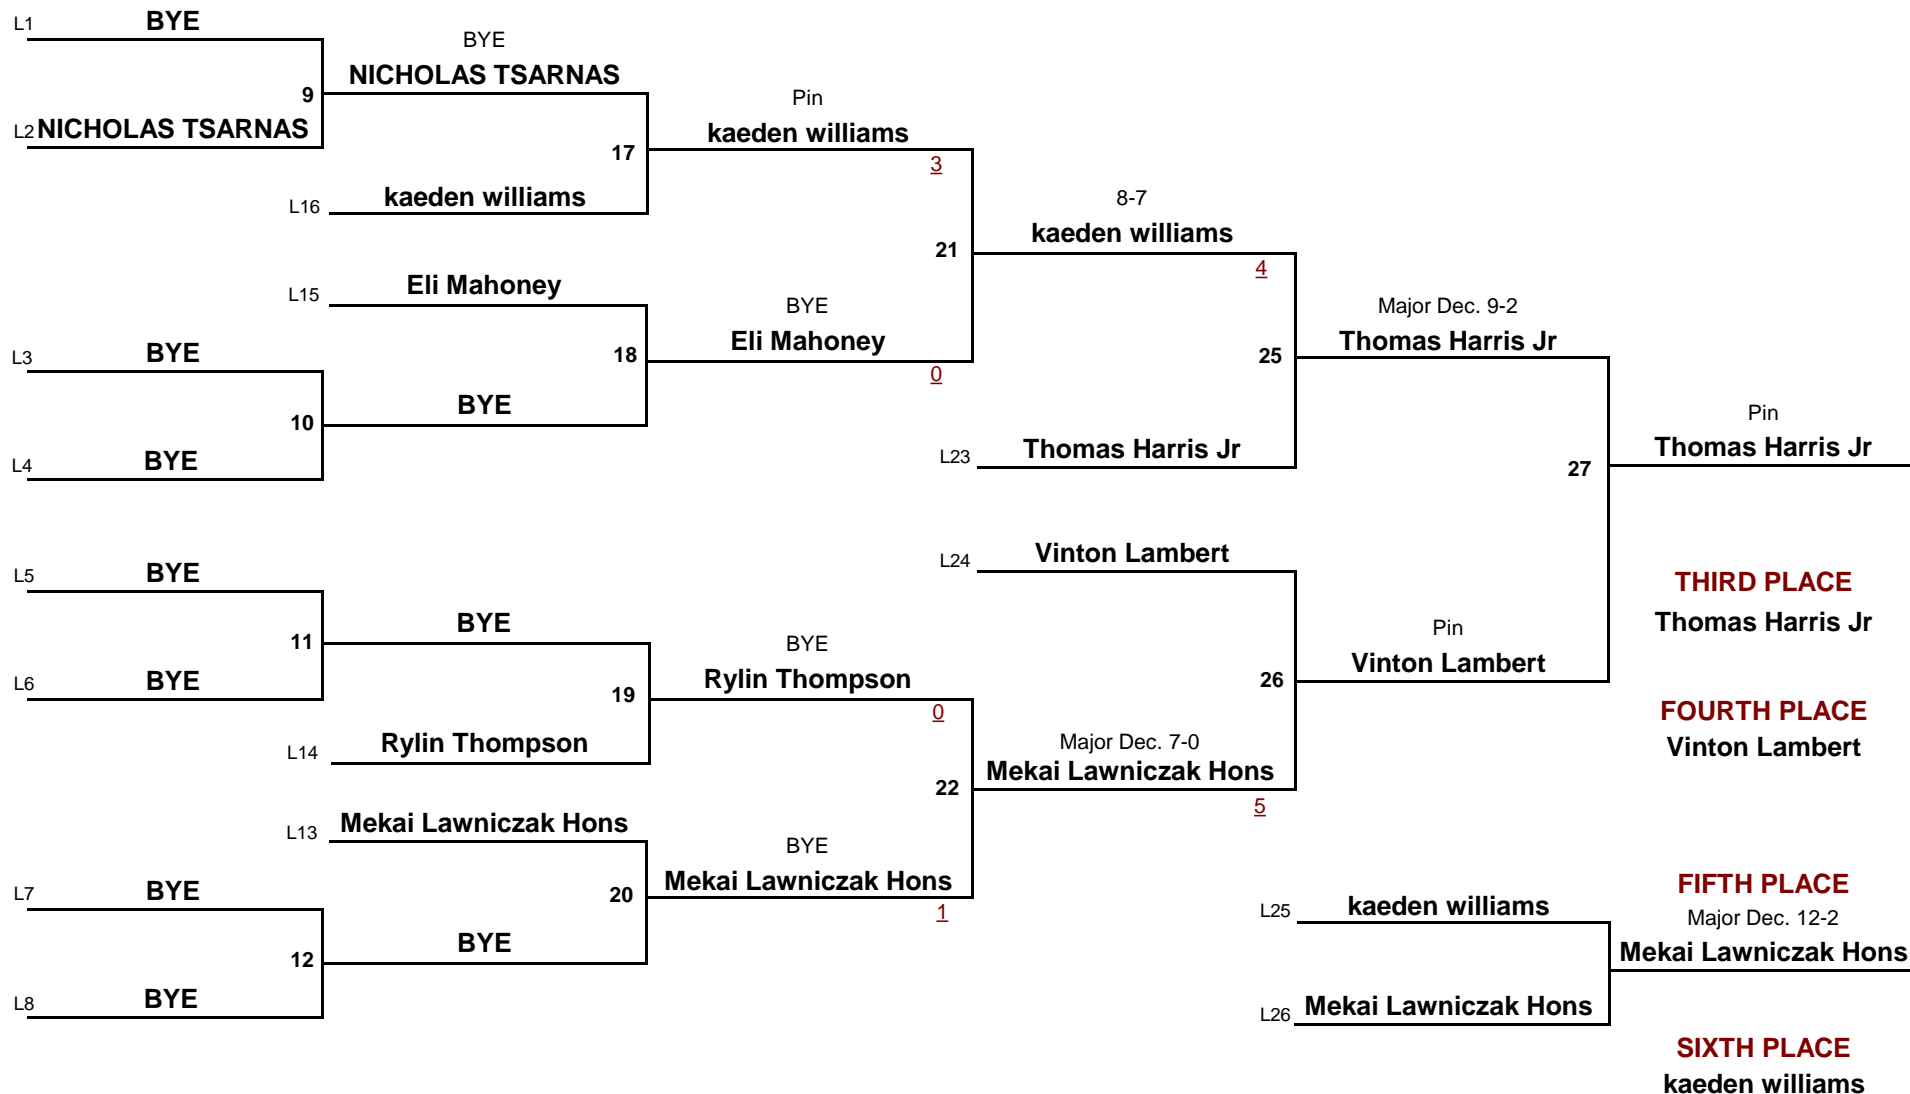 L1 BYE
BYE
NICHOLAS TSARNAS
9
L2 NICHOLAS TSARNAS
Pin
kaeden williams
3
17
L16 kaeden williams
8-7
kaeden williams
4
21
L15 Eli Mahoney
BYE
Eli Mahoney
0
18
L3 BYE
BYE
10
L4 BYE
Major Dec. 9-2
Thomas Harris Jr
25
L23 Thomas Harris Jr
Pin
Thomas Harris Jr
27
L5 BYE
BYE
11
L6 BYE
L24 Vinton Lambert
BYE
Rylin Thompson
0
19
L14 Rylin Thompson
Pin
Vinton Lambert
26
THIRD PLACE
Thomas Harris Jr
FOURTH PLACE
Vinton Lambert
Major Dec. 7-0
Mekai Lawniczak Hons
5
22
L13 Mekai Lawniczak Hons
BYE
Mekai Lawniczak Hons
1
20
L7 BYE
BYE
12
L8 BYE
FIFTH PLACE
L25 kaeden williams
Major Dec. 12-2
Mekai Lawniczak Hons
L26 Mekai Lawniczak Hons
SIXTH PLACE
kaeden williams